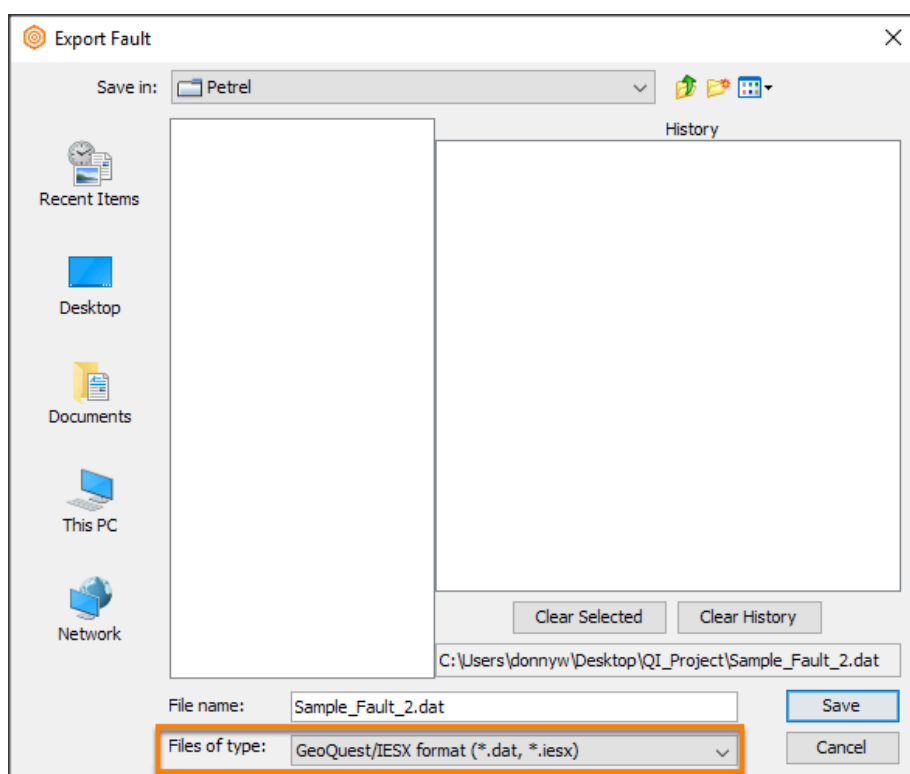 Export Fault
Save in: Petrel
History
Recent Items
Desktop
Documents
This PC
Network
Clear Selected Clear History
C:\Users\donnyw\Desktop\QI_Project\Sample_Fault_2.dat
File name: Sample_Fault_2.dat Save
Files of type: GeoQuest/IESX format (*.dat, *.iesx) Cancel